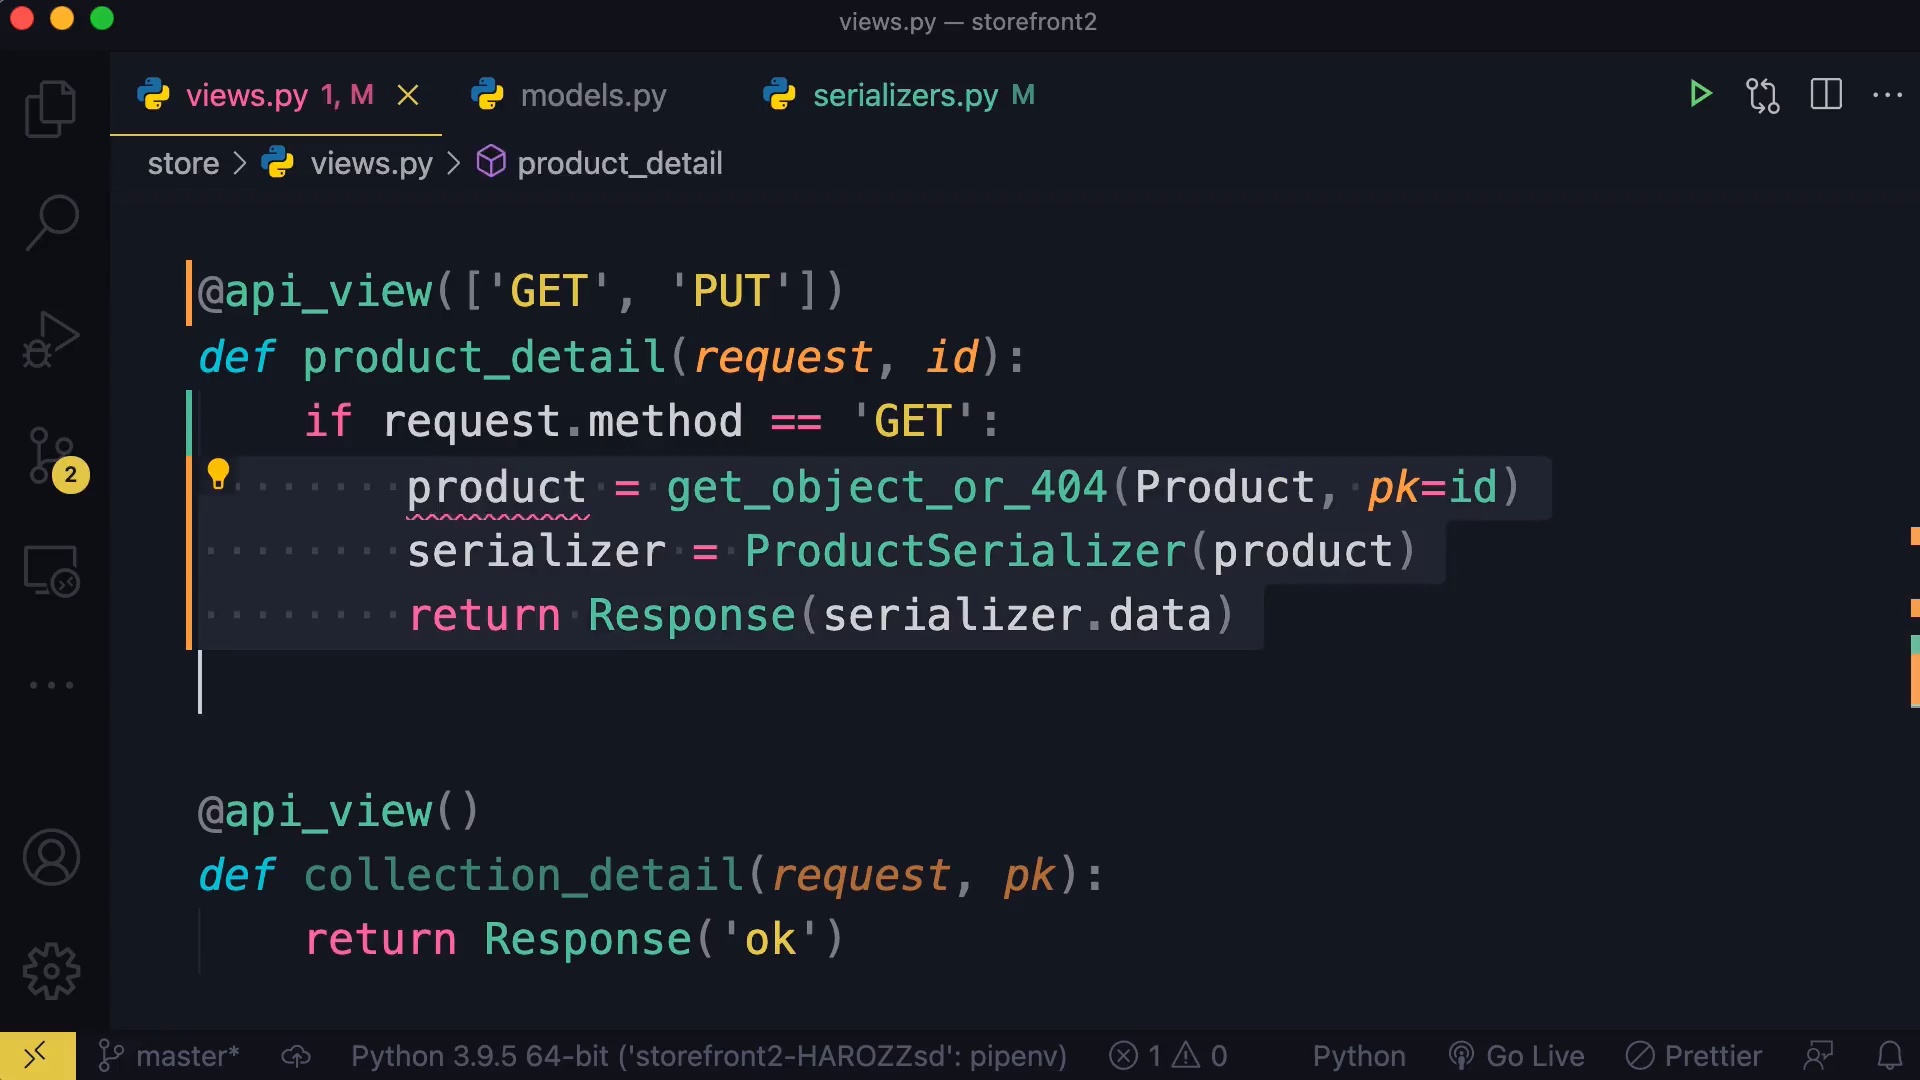 views.py — storefront2
views.py 1, M
models.py
serializers.py M
store > views.py > product_detail
@api_view(['GET', 'PUT'])
def product_detail(request, id):
    if request.method == 'GET':
        product = get_object_or_404(Product, pk=id)
        serializer = ProductSerializer(product)
        return Response(serializer.data)
2
@api_view()
def collection_detail(request, pk):
    return Response('ok')
master*
Python 3.9.5 64-bit ('storefront2-HAROZZsd': pipenv)
1
0
Python
Go Live
Prettier